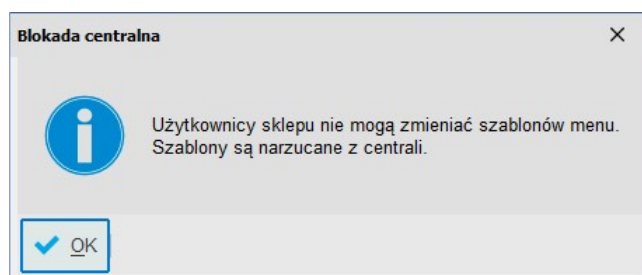 Blokada centralna
Użytkownicy sklepu nie mogą zmieniać szablonów menu.
Szablony są narzucane z centrali.
OK